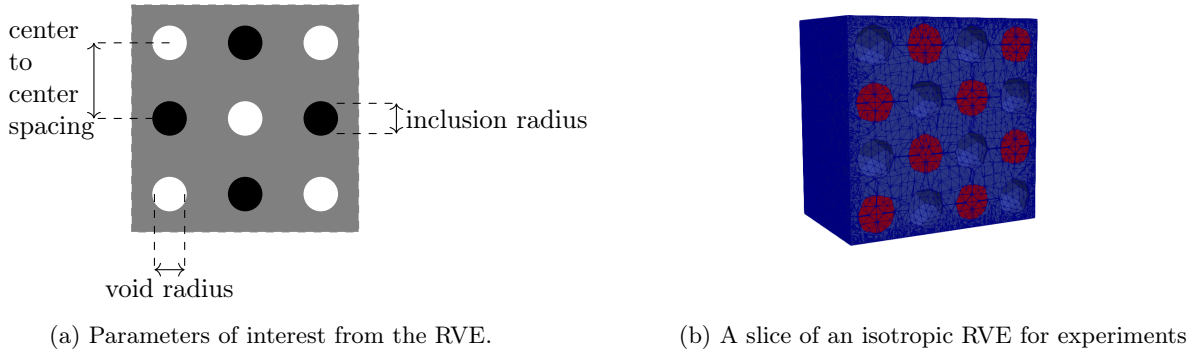 center
to
center
spacing
inclusion radius
void radius
(a) Parameters of interest from the RVE.
(b) A slice of an isotropic RVE for experiments